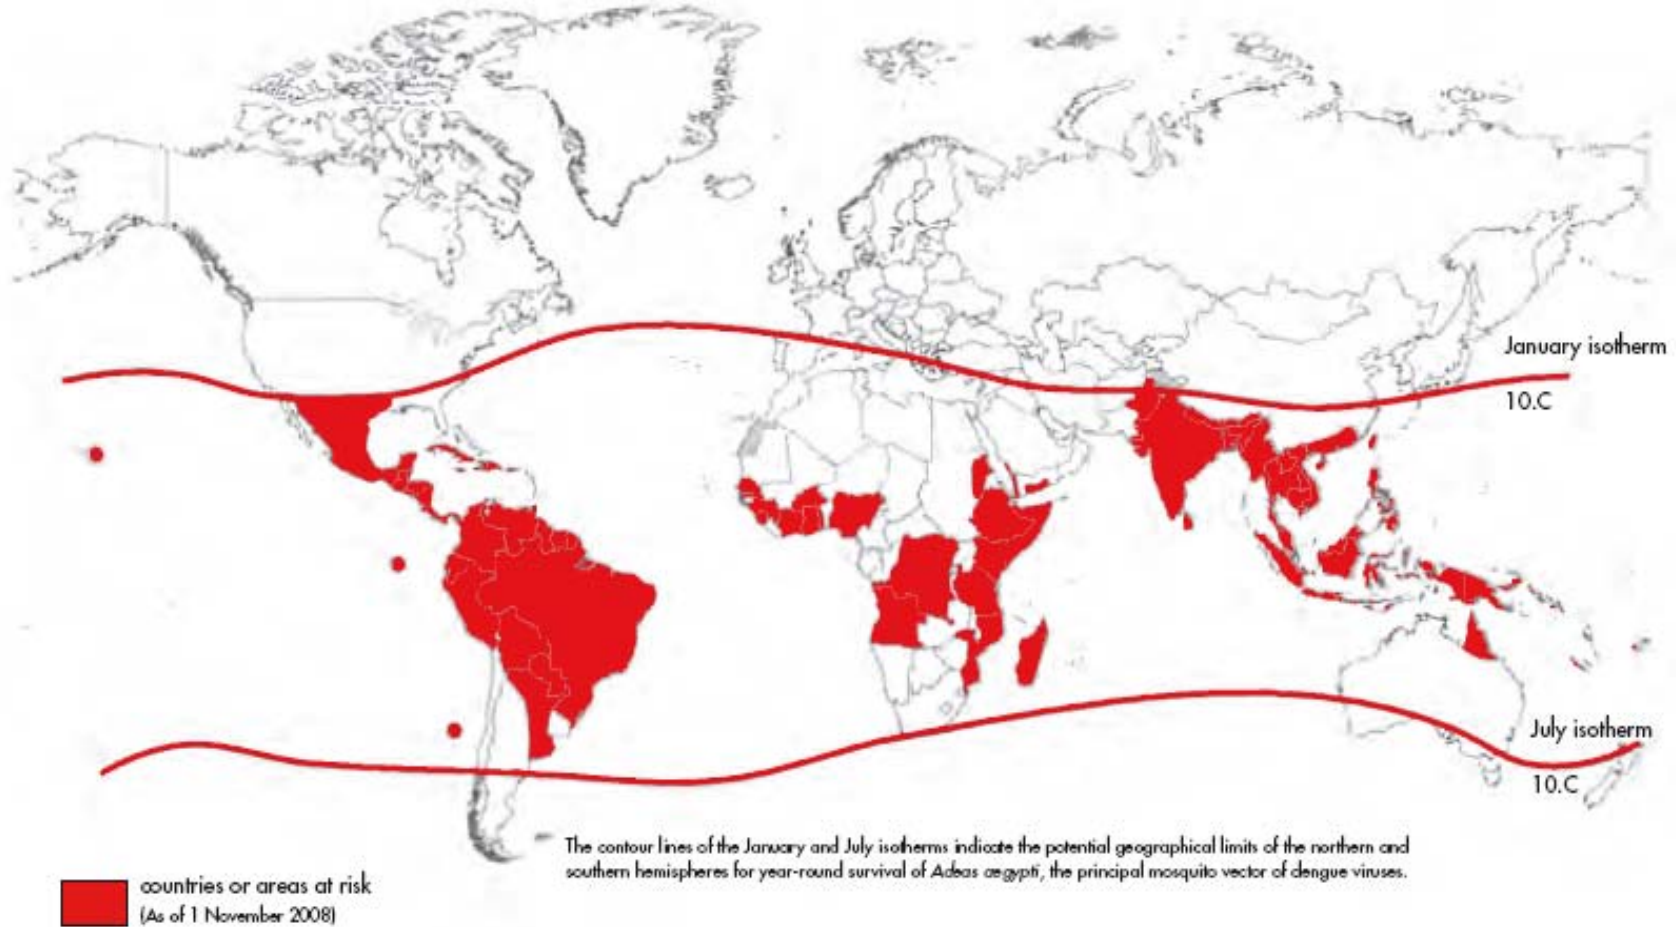 January isotherm
10.C
July isotherm
10.C
The contour lines of the January and July isotherms indicate the potential geographical limits of the northern and
southern hemispheres for year-round survival of Adeas ægypti, the principal mosquito vector of dengue viruses.
countries or areas at risk
(As of 1 November 2008)